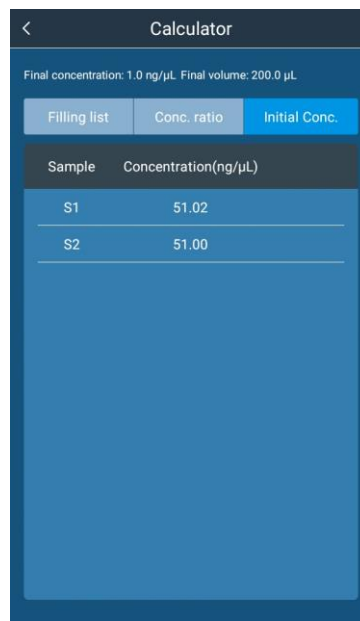 Calculator
Final concentration: 1.0 ng/µL Final volume: 200.0 µL
Filling list Conc. ratio Initial Conc.
Sample Concentration(ng/µL)
S1 51.02
S2 51.00